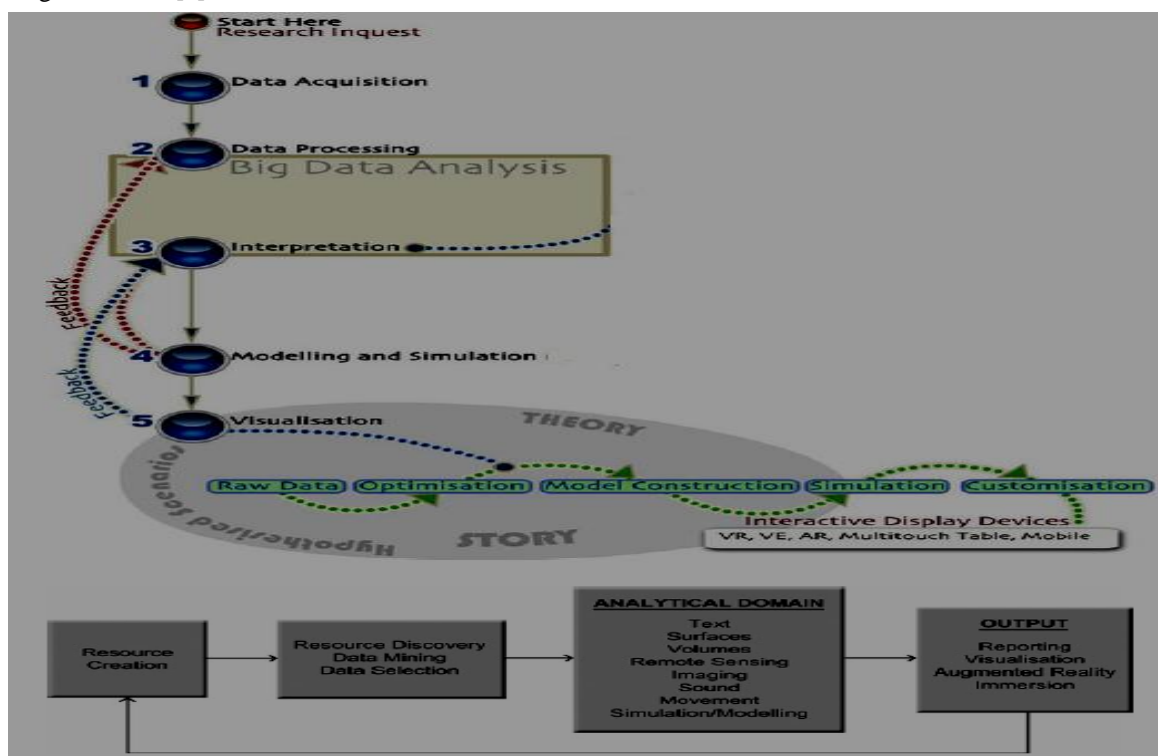 Start Here
Research Inquest
1 Data Acquisition
2 Data Processing
Big Data Analysis
3 Interpretation
Feedback
4 Modelling and Simulation
Feedback
5 Visualisation
THEORY
Hypothesised Scenarios
Raw Data Optimisation Model Construction Simulation Customisation
STORY
Interactive Display Devices
VR, VE, AR, Multitouch Table, Mobile
Resource
Creation
Resource Discovery
Data Mining
Data Selection
ANALYTICAL DOMAIN
Text
Surfaces
Volumes
Remote Sensing
Imaging
Sound
Movement
Simulation/Modelling
OUTPUT
Reporting
Visualisation
Augmented Reality
Immersion